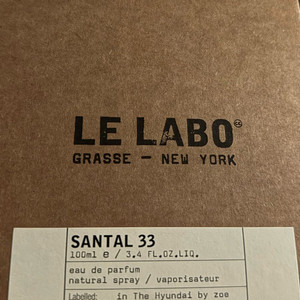 LE LABO
GRASSE — NEW YORK
SANTAL 33
100ml e / 3.4 FL.OZ.LIQ.
eau de parfum
natural spray / vaporisateur
Labelled: in The Hyundai by zoe